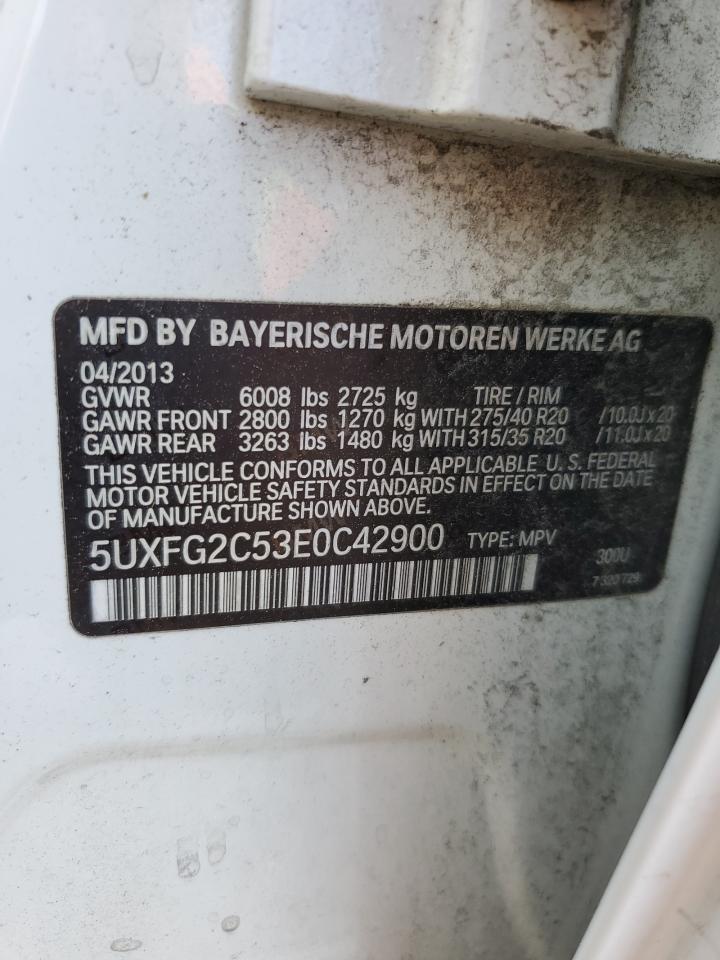 MFD BY BAYERISCHE MOTOREN WERKE AG
04/2013
GVWR 6008 lbs 2725 kg TIRE / RIM
GAWR FRONT 2800 lbs 1270 kg WITH 275/40 R20 /10.0J x 20
GAWR REAR 3263 lbs 1480 kg WITH 315/35 R20 /11.0J x 20
THIS VEHICLE CONFORMS TO ALL APPLICABLE U. S. FEDERAL
MOTOR VEHICLE SAFETY STANDARDS IN EFFECT ON THE DATE
OF MANUFACTURE SHOWN ABOVE.
5UXFG2C53E0C42900 TYPE: MPV 300U
7 320 729